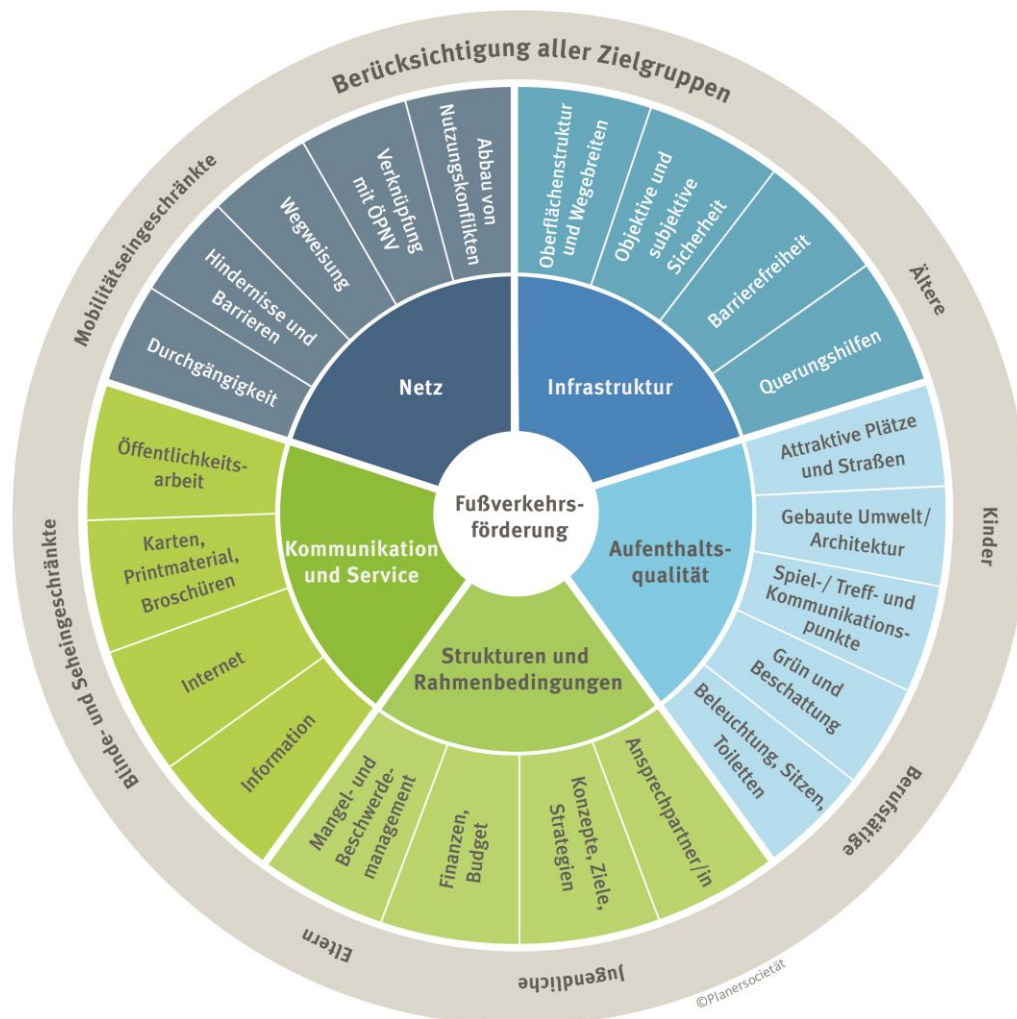 Berücksichtigung aller Zielgruppen
Ältere
Kinder
Berufstätige
Jugendliche
Eltern
Blinde- und Seheingeschränkte
Mobilitätseingeschränkte
Fußverkehrs-
förderung
Netz
Durchgängigkeit
Hindernisse und
Barrieren
Wegweisung
Verknüpfung
mit ÖPNV
Abbau von
Nutzungskonflikten
Infrastruktur
Oberflächenstruktur
und Wegebreiten
Objektive und
subjektive
Sicherheit
Barrierefreiheit
Querungshilfen
Aufenthalts-
qualität
Attraktive Plätze
und Straßen
Gebaute Umwelt/
Architektur
Spiel-/ Treff- und
Kommunikations-
punkte
Grün und
Beschattung
Beleuchtung, Sitzen,
Toiletten
Strukturen und
Rahmenbedingungen
Ansprechpartner/in
Konzepte, Ziele,
Strategien
Finanzen,
Budget
Mangel- und
Beschwerde-
management
Kommunikation
und Service
Information
Internet
Karten,
Printmaterial,
Broschüren
Öffentlichkeits-
arbeit
©Planersocietät